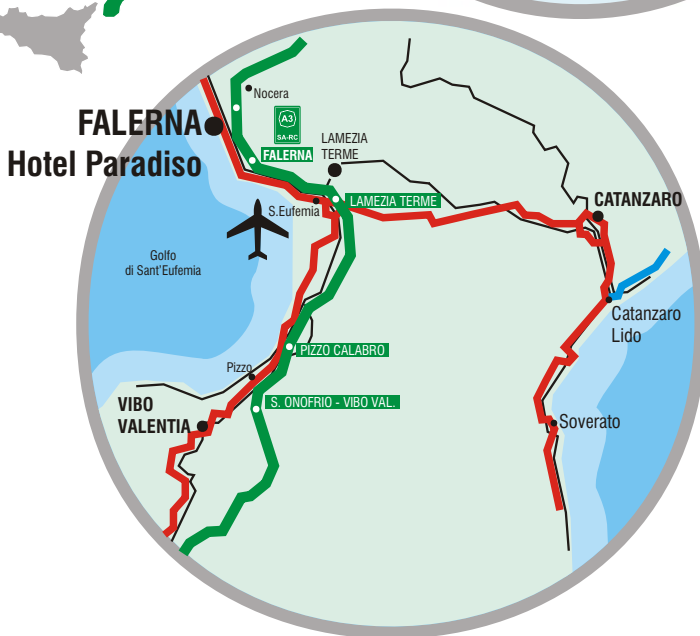 Nocera
A3
SA-RC
FALERNA
Hotel Paradiso
FALERNA
LAMEZIA
TERME
LAMEZIA TERME
S.Eufemia
CATANZARO
Golfo
di Sant'Eufemia
Catanzaro
Lido
PIZZO CALABRO
Pizzo
S. ONOFRIO - VIBO VAL.
VIBO
VALENTIA
Soverato